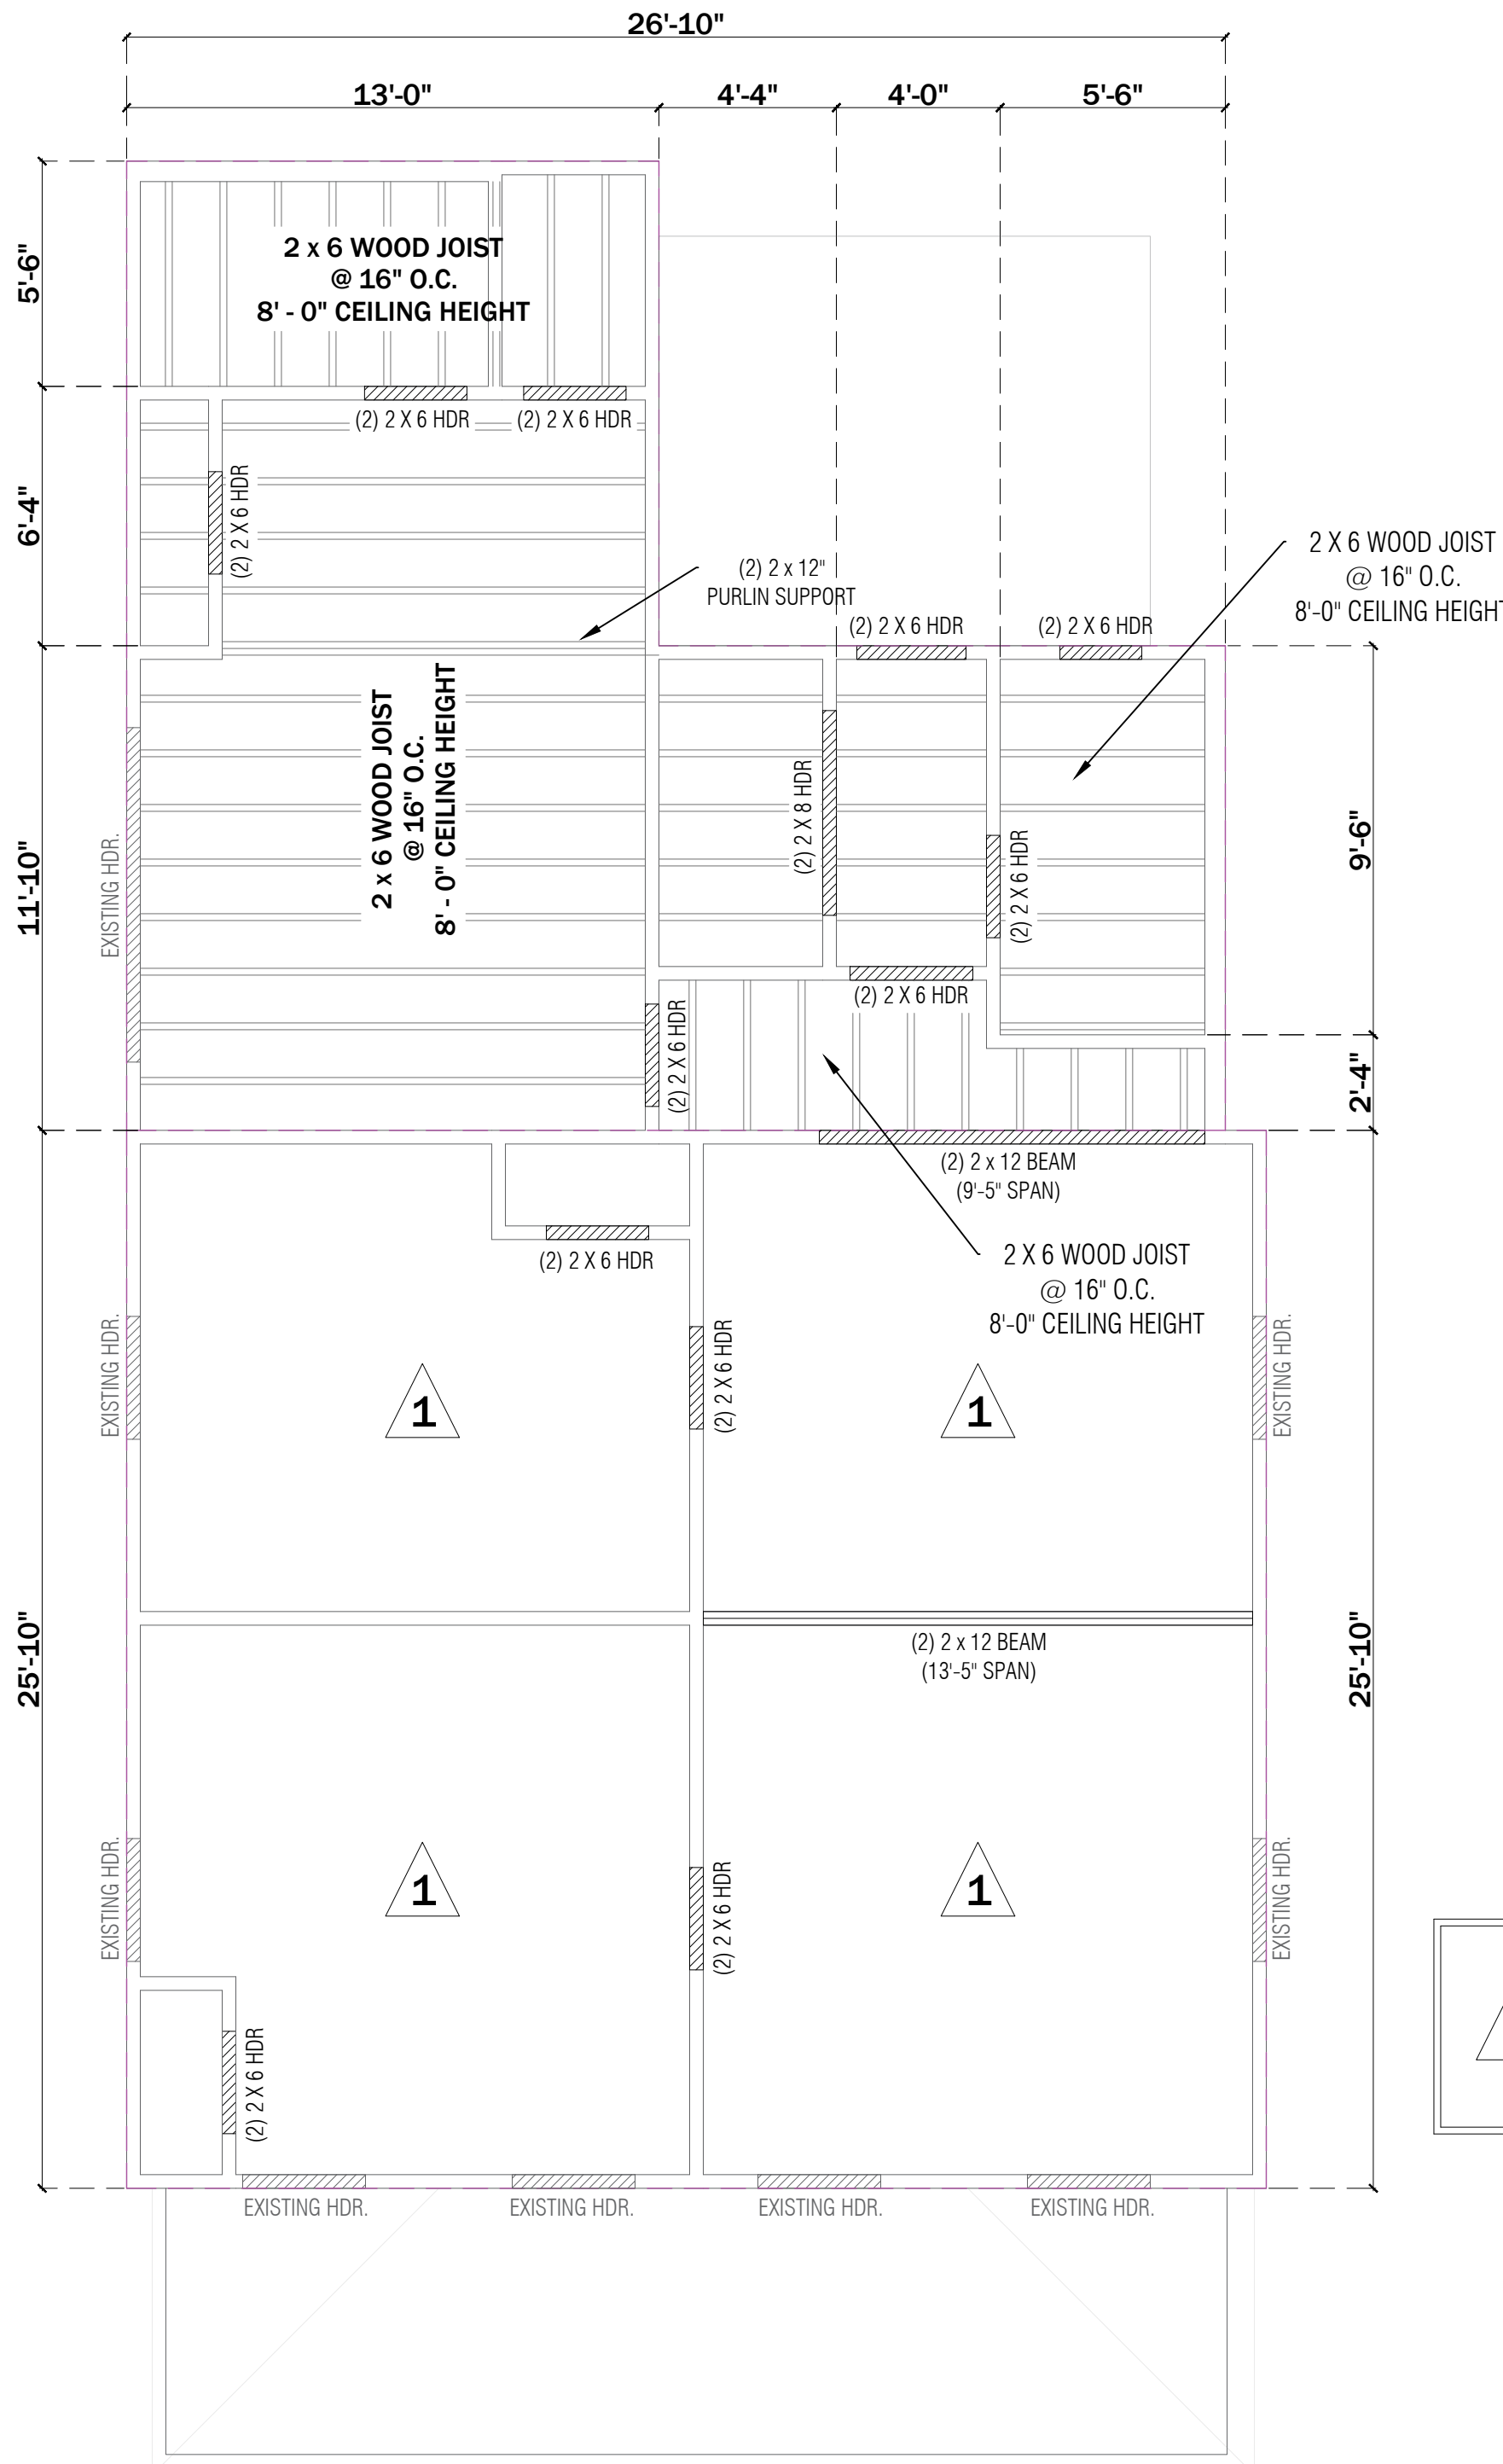 26'-10"
13'-0"
4'-4"
4'-0"
5'-6"
5'-6"
2 x 6 WOOD JOIST
@ 16" O.C.
8' - 0" CEILING HEIGHT
(2) 2 X 6 HDR
(2) 2 X 6 HDR
6'-4"
(2) 2 X 6 HDR
(2) 2 x 12"
PURLIN SUPPORT
2 X 6 WOOD JOIST
@ 16" O.C.
8'-0" CEILING HEIGHT
(2) 2 X 6 HDR
(2) 2 X 6 HDR
2 x 6 WOOD JOIST
@ 16" O.C.
8' - 0" CEILING HEIGHT
(2) 2 X 8 HDR
(2) 2 X 6 HDR
11'-10"
EXISTING HDR.
9'-6"
(2) 2 X 6 HDR
(2) 2 X 6 HDR
2'-4"
(2) 2 x 12 BEAM
(9'-5" SPAN)
(2) 2 X 6 HDR
2 X 6 WOOD JOIST
@ 16" O.C.
8'-0" CEILING HEIGHT
EXISTING HDR.
1
(2) 2 X 6 HDR
1
EXISTING HDR.
25'-10"
(2) 2 x 12 BEAM
(13'-5" SPAN)
25'-10"
EXISTING HDR.
1
(2) 2 X 6 HDR
1
EXISTING HDR.
(2) 2 X 6 HDR
EXISTING HDR.
EXISTING HDR.
EXISTING HDR.
EXISTING HDR.